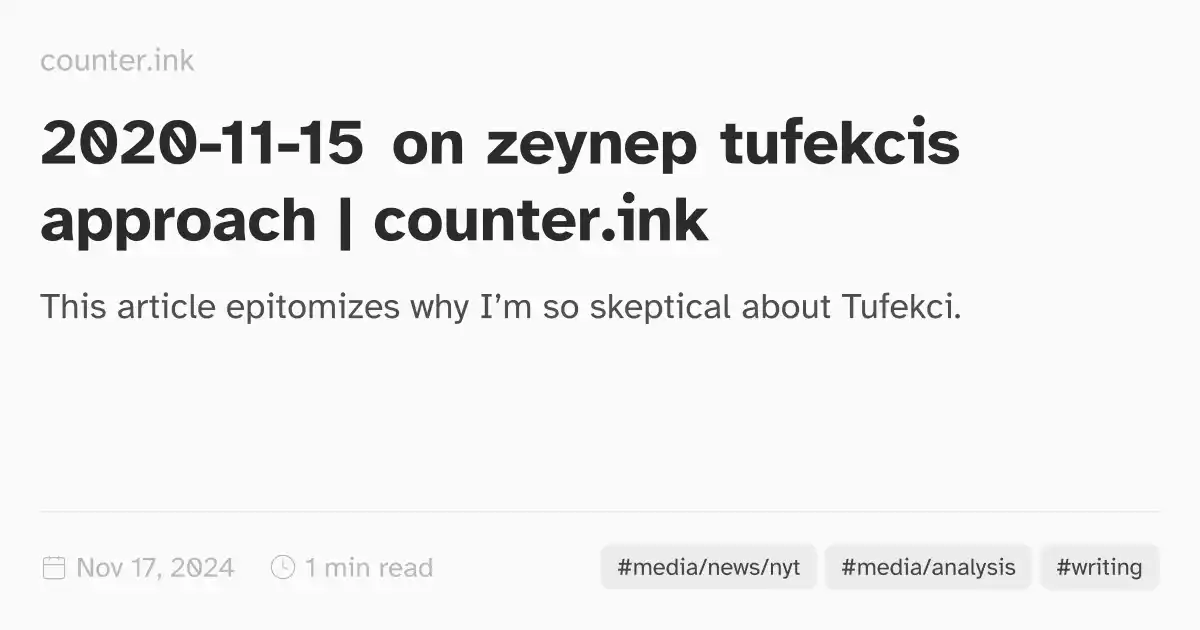 counter.ink
2020-11-15 on zeynep tufekcis
approach | counter.ink
This article epitomizes why I’m so skeptical about Tufekci.
Nov 17, 2024 1 min read #media/news/nyt #media/analysis #writing